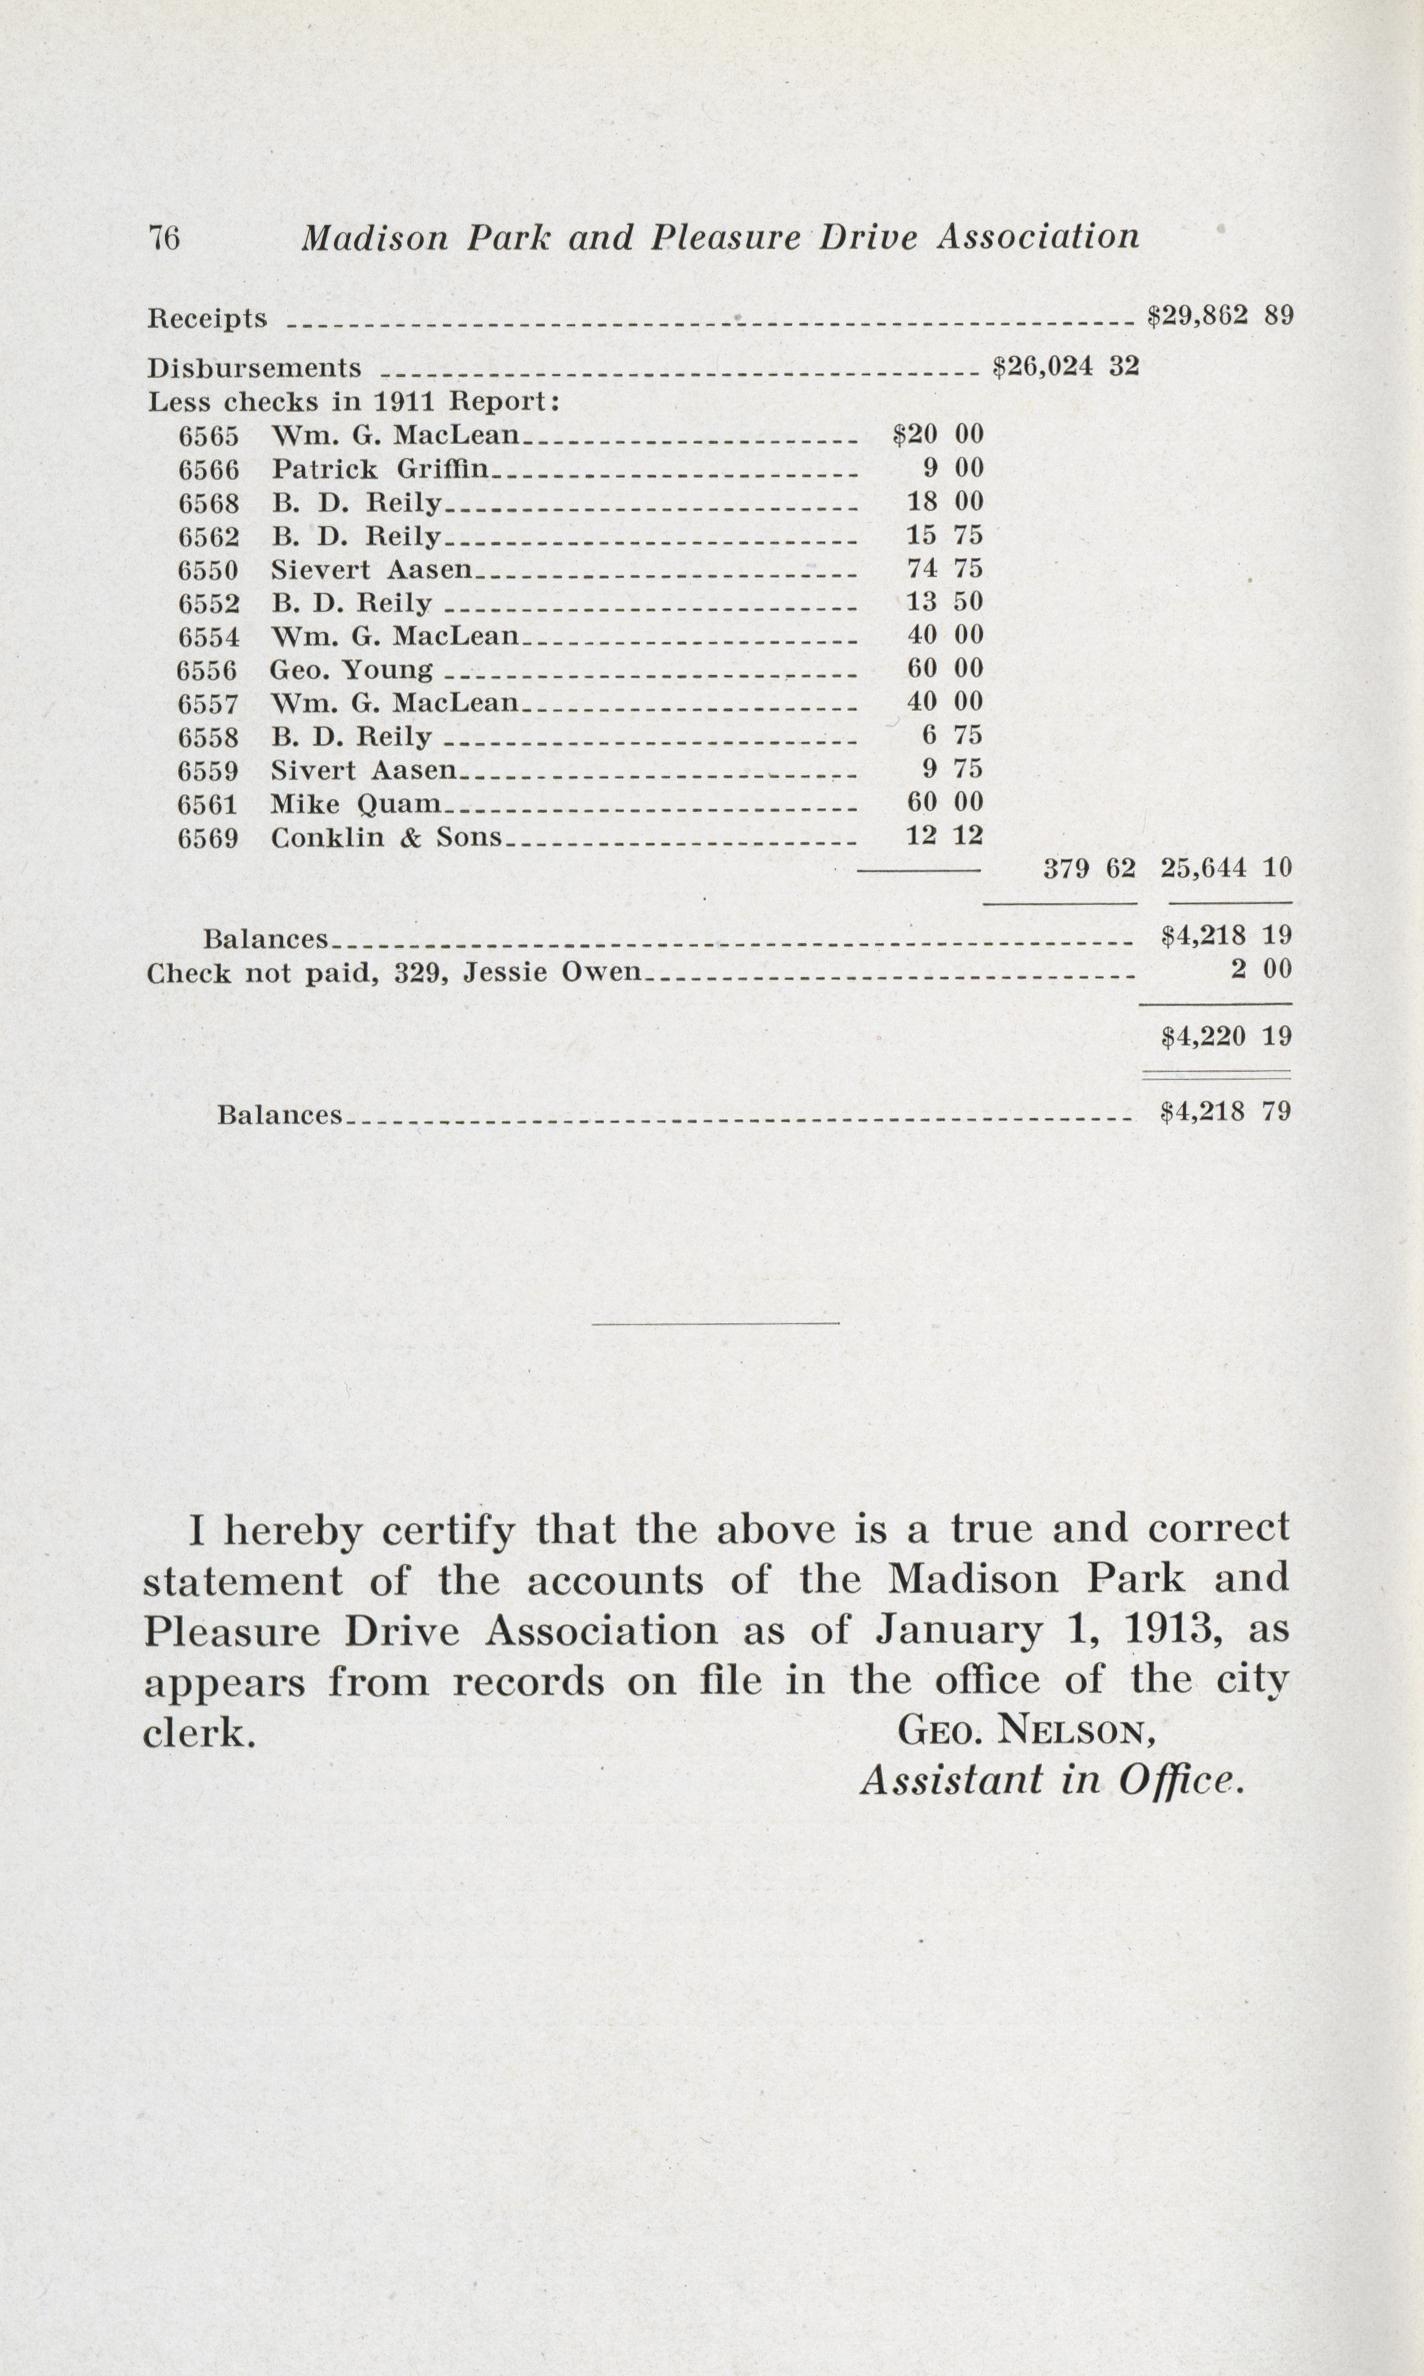 76 Madison Park and Pleasure Drive Association
Receipts $29,862 89
Disbursements $26,024 32
Less checks in 1911 Report:
6565 Wm. G. MacLean $20 00
6566 Patrick Griffin 9 00
6568 B. D. Reily 18 00
6562 B. D. Reily 15 75
6550 Sievert Aasen 74 75
6552 B. D. Reily 13 50
6554 Wm. G. MacLean 40 00
6556 Geo. Young 60 00
6557 Wm. G. MacLean 40 00
6558 B. D. Reily 6 75
6559 Sivert Aasen 9 75
6561 Mike Quam 60 00
6569 Conklin & Sons 12 12
379 62 25,644 10
Balances $4,218 19
Check not paid, 329, Jessie Owen 2 00
$4,220 19
Balances $4,218 79
I hereby certify that the above is a true and correct
statement of the accounts of the Madison Park and
Pleasure Drive Association as of January 1, 1913, as
appears from records on file in the office of the city
clerk. GEO. NELSON,
Assistant in Office.